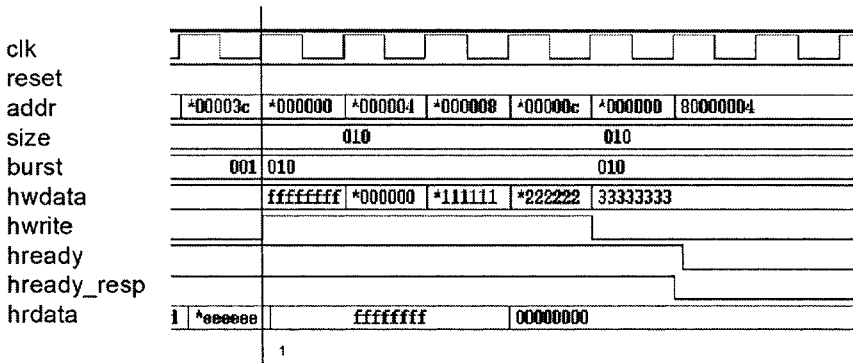 clk
reset
addr *00003c *000000 *000004 *000008 *00000c *000000 80000004
size 010 010
burst 001 010 010
hwdata ffffffff *000000 *111111 *222222 33333333
hwrite
hready
hready_resp
hrdata *eeeeee ffffffff 00000000
1